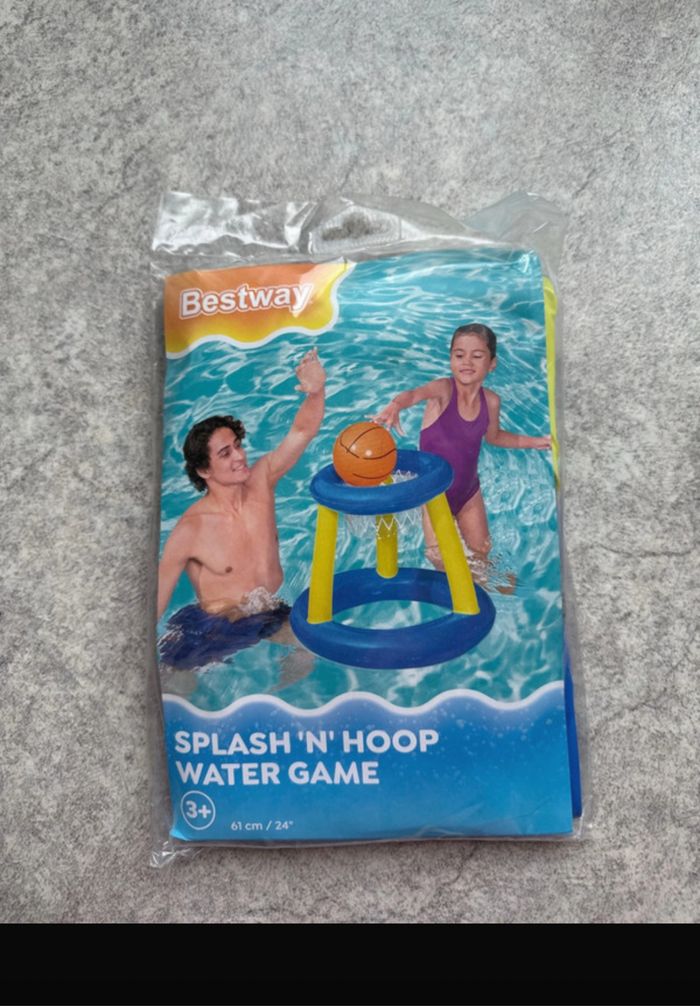 Bestway
SPLASH 'N' HOOP
WATER GAME
3+
61 cm / 24"